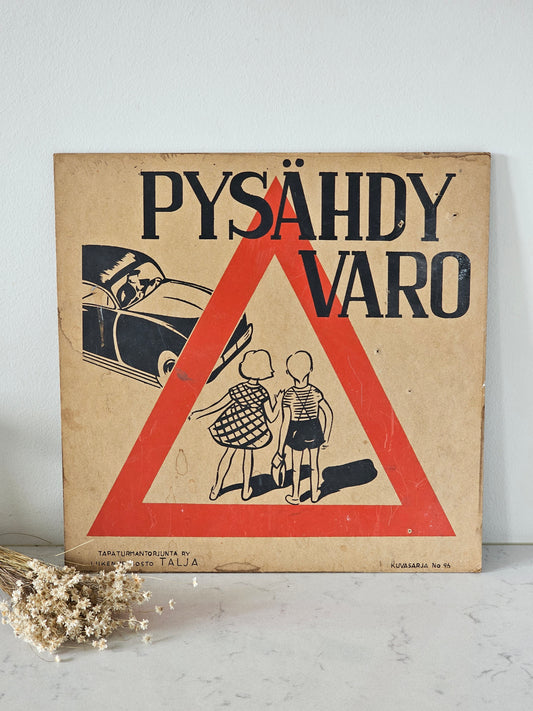 PYSÄHDY
VARO
TAPATURMANTORJUNTA RY
TALJA
KUVASARJA No 96